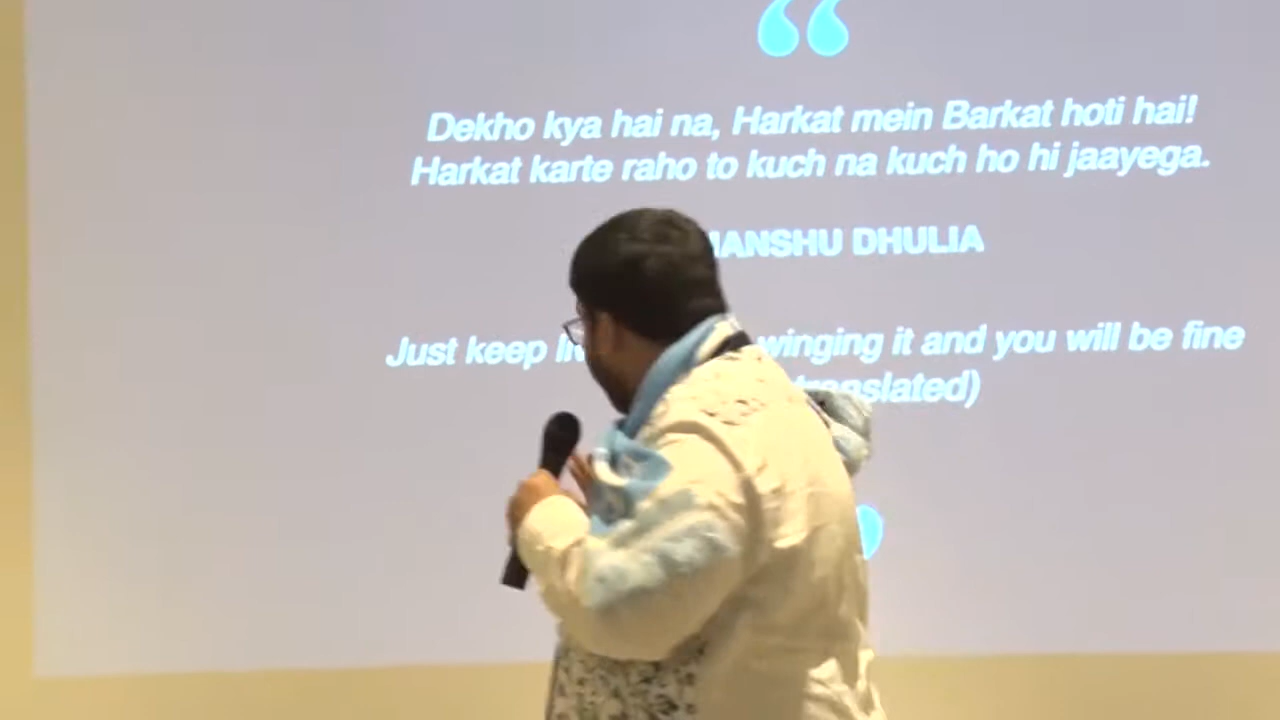 “
Dekho kya hai na, Harkat mein Barkat hoti hai!
Harkat karte raho to kuch na kuch ho hi jaayega.
DHULIA
Just keep winging it and you will be fine
translated)